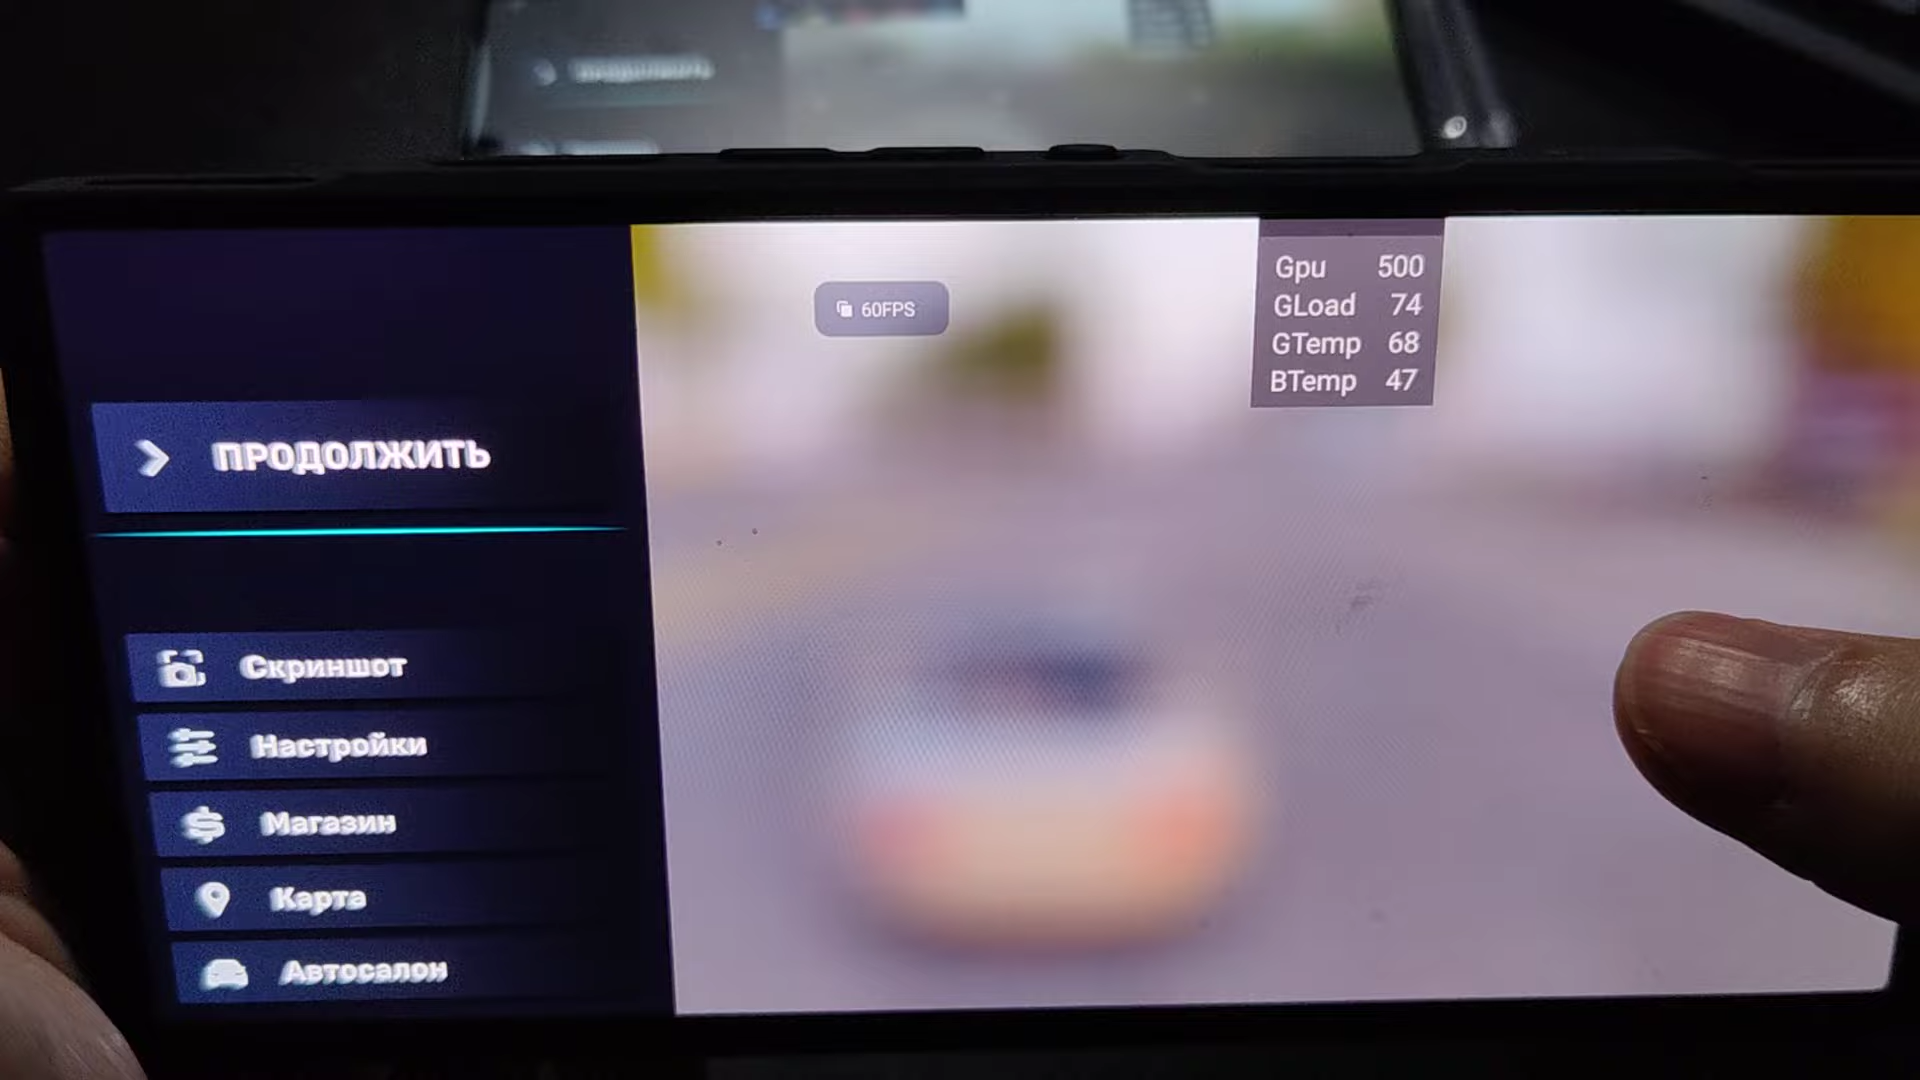 60FPS
Gpu 500
GLoad 74
GTemp 68
BTemp 47
ПРОДОЛЖИТЬ
Скриншот
Настройки
Магазин
Карта
Автосалон